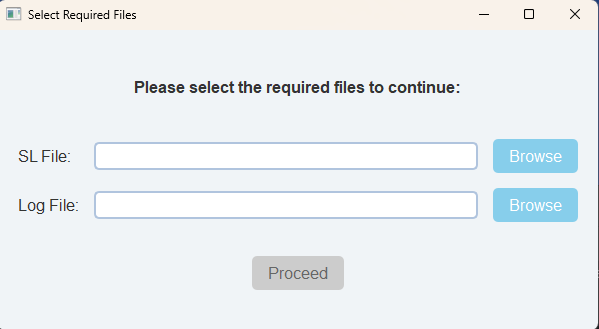 Select Required Files
Please select the required files to continue:
SL File: Browse
Log File: Browse
Proceed